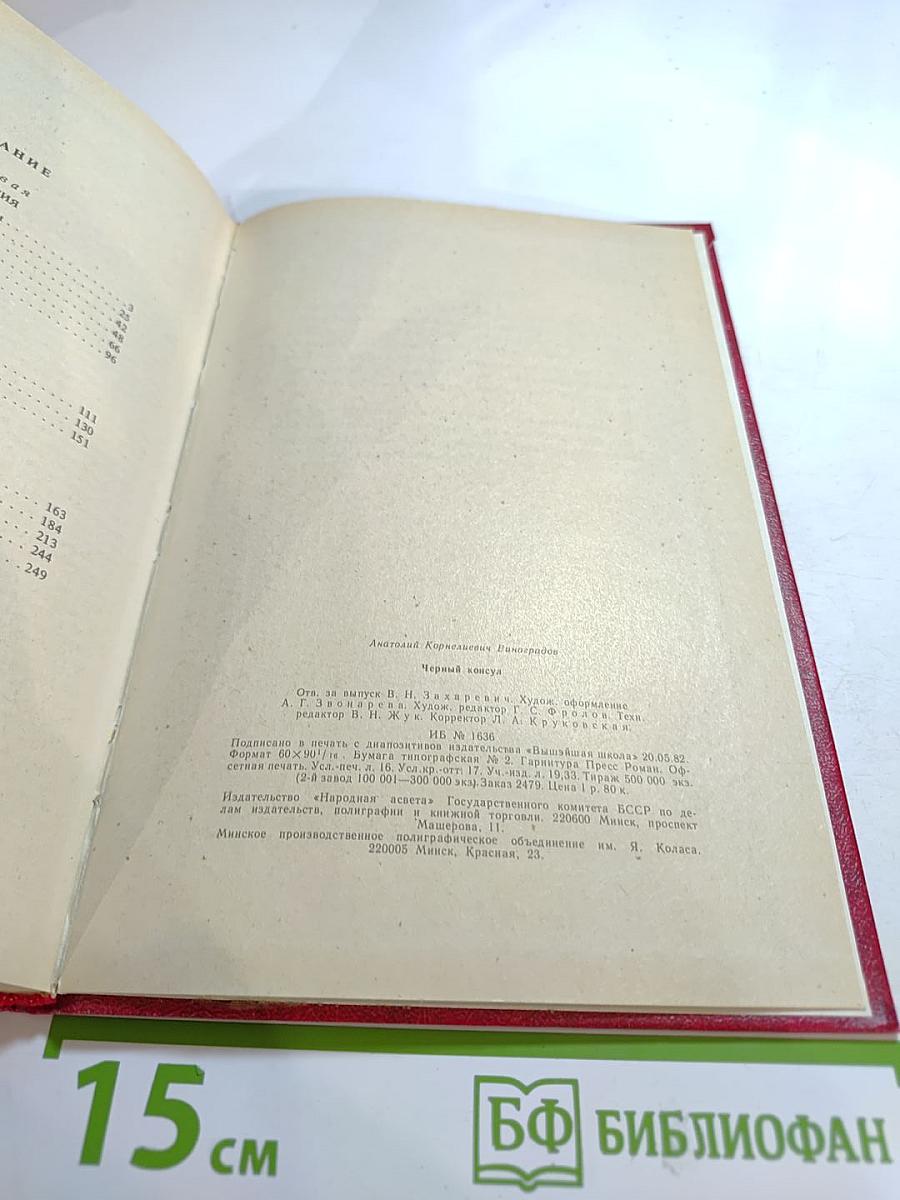 АНИЕ
вая
ИЯ
3
25
42
48
66
96
111
130
151
163
184
213
244
249
Анатолий Корнелиевич Виноградов
Черный консул
Отв. за выпуск В. Н. Захаревич. Худож. оформление
А. Г. Звонарева. Худож. редактор Г. С. Фролов. Техн.
редактор В. Н. Жук. Корректор Л. А. Круковская.
ИБ № 1636
Подписано в печать с диапозитивов издательства «Вышэйшая школа» 20.05.82.
Формат 60×90¹/₁₆. Бумага типографская № 2. Гарнитура Пресс Роман. Оф-
сетная печать. Усл.-печ. л. 16. Усл.кр.-отт: 17. Уч.-изд. л. 19,33. Тираж 500 000 экз.
(2-й завод 100 001—300 000 экз). Заказ 2479. Цена 1 р. 80 к.
Издательство «Народная асвета» Государственного комитета БССР по де-
лам издательств, полиграфии и книжной торговли. 220600 Минск, проспект
Машерова, 11.
Минское производственное полиграфическое объединение им. Я. Коласа.
220005 Минск, Красная, 23.
15 см
БФ БИБЛИОФАН